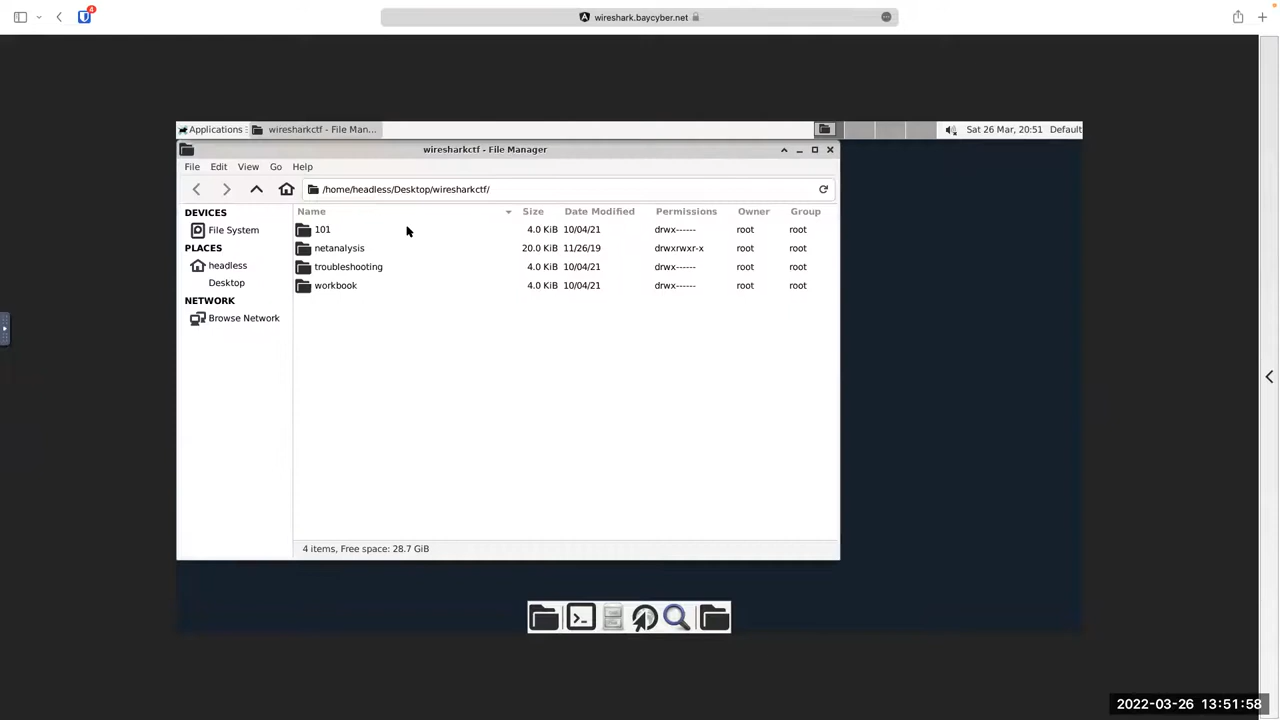 4
wireshark.baycyber.net
Applications
wiresharkctf - File Man...
Sat 26 Mar, 20:51
Default
wiresharkctf - File Manager
File Edit View Go Help
/home/headless/Desktop/wiresharkctf/
DEVICES
File System
PLACES
headless
Desktop
NETWORK
Browse Network
Name Size Date Modified Permissions Owner Group
101 4.0 KiB 10/04/21 drwx------ root root
netanalysis 20.0 KiB 11/26/19 drwxrwxr-x root root
troubleshooting 4.0 KiB 10/04/21 drwx------ root root
workbook 4.0 KiB 10/04/21 drwx------ root root
4 items, Free space: 28.7 GiB
2022-03-26 13:51:58